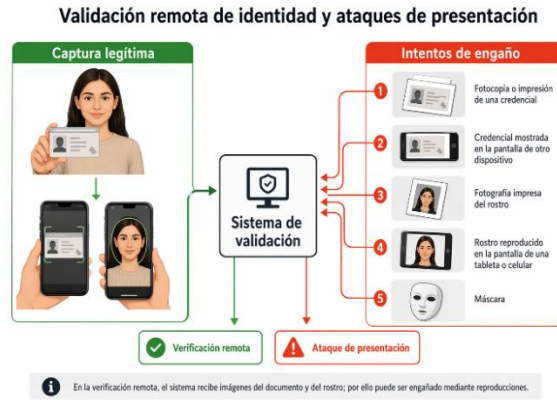 Validación remota de identidad y ataques de presentación
Captura legítima
Sistema de
validación
Intentos de engaño
1
Fotocopia o impresión
de una credencial
2
Credencial mostrada
en la pantalla de otro
dispositivo
3
Fotografía impresa
del rostro
4
Rostro reproducido
en la pantalla de una
tableta o celular
5
Máscara
Verificación remota
Ataque de presentación
En la verificación remota, el sistema recibe imágenes del documento y del rostro; por ello puede ser engañado mediante reproducciones.